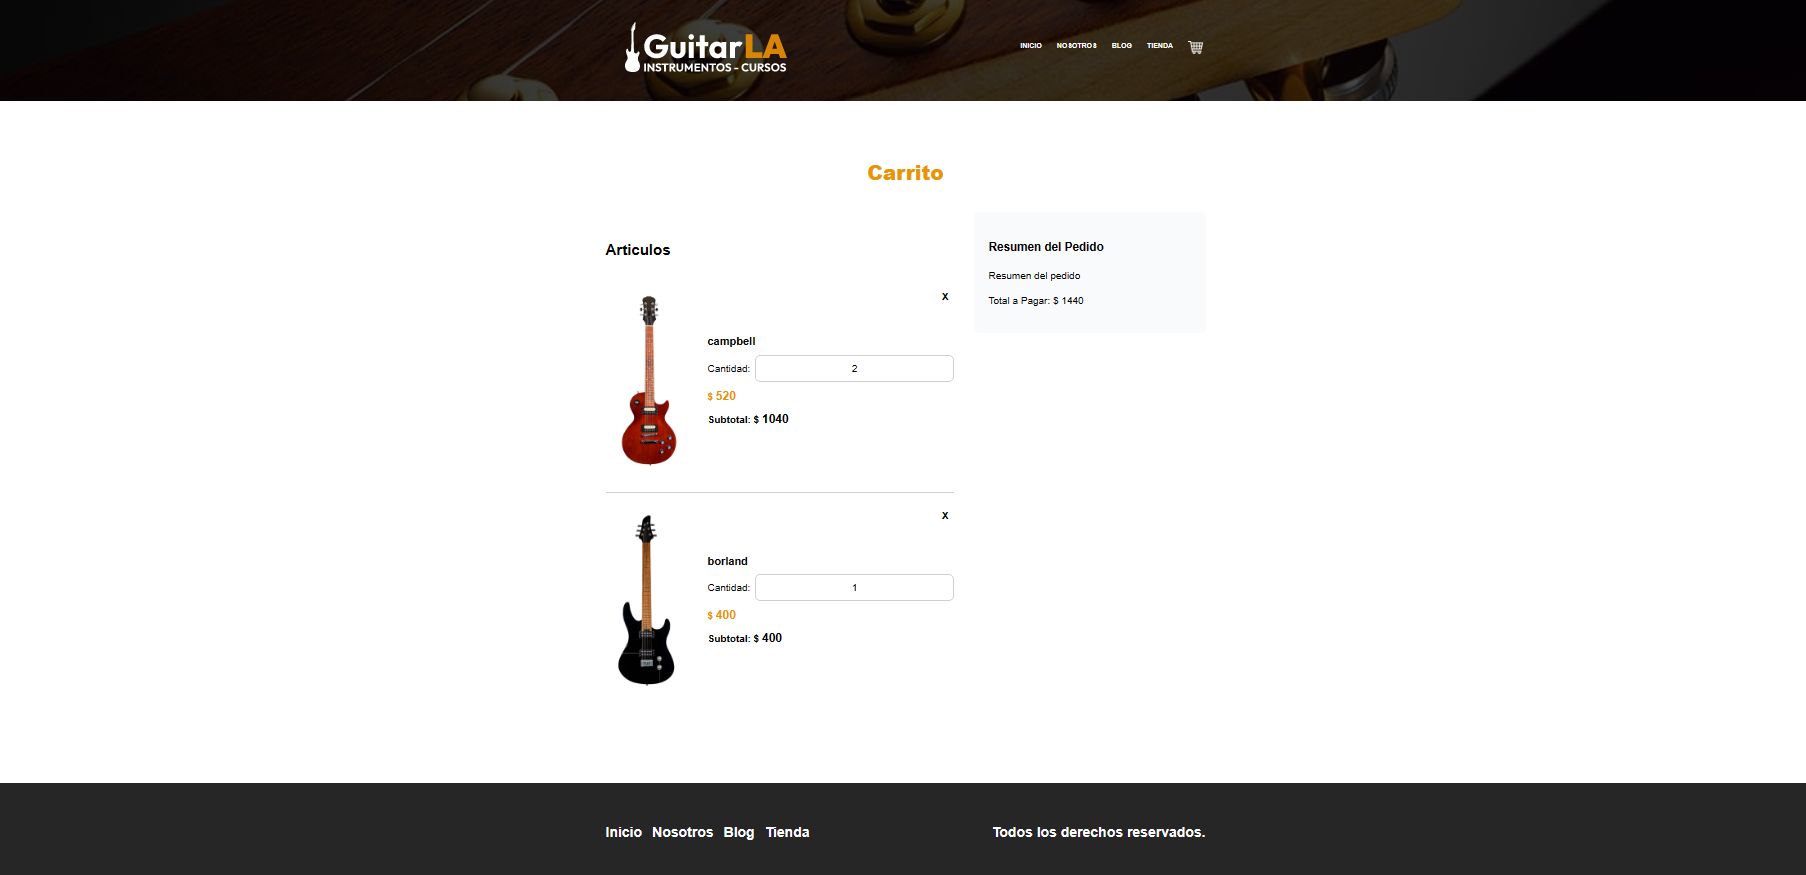 GuitarLA
INSTRUMENTOS - CURSOS
INICIO NOSOTROS BLOG TIENDA
Carrito
Articulos
X
campbell
Cantidad: 2
$ 520
Subtotal: $ 1040
X
borland
Cantidad: 1
$ 400
Subtotal: $ 400
Resumen del Pedido
Resumen del pedido
Total a Pagar: $ 1440
Inicio Nosotros Blog Tienda
Todos los derechos reservados.